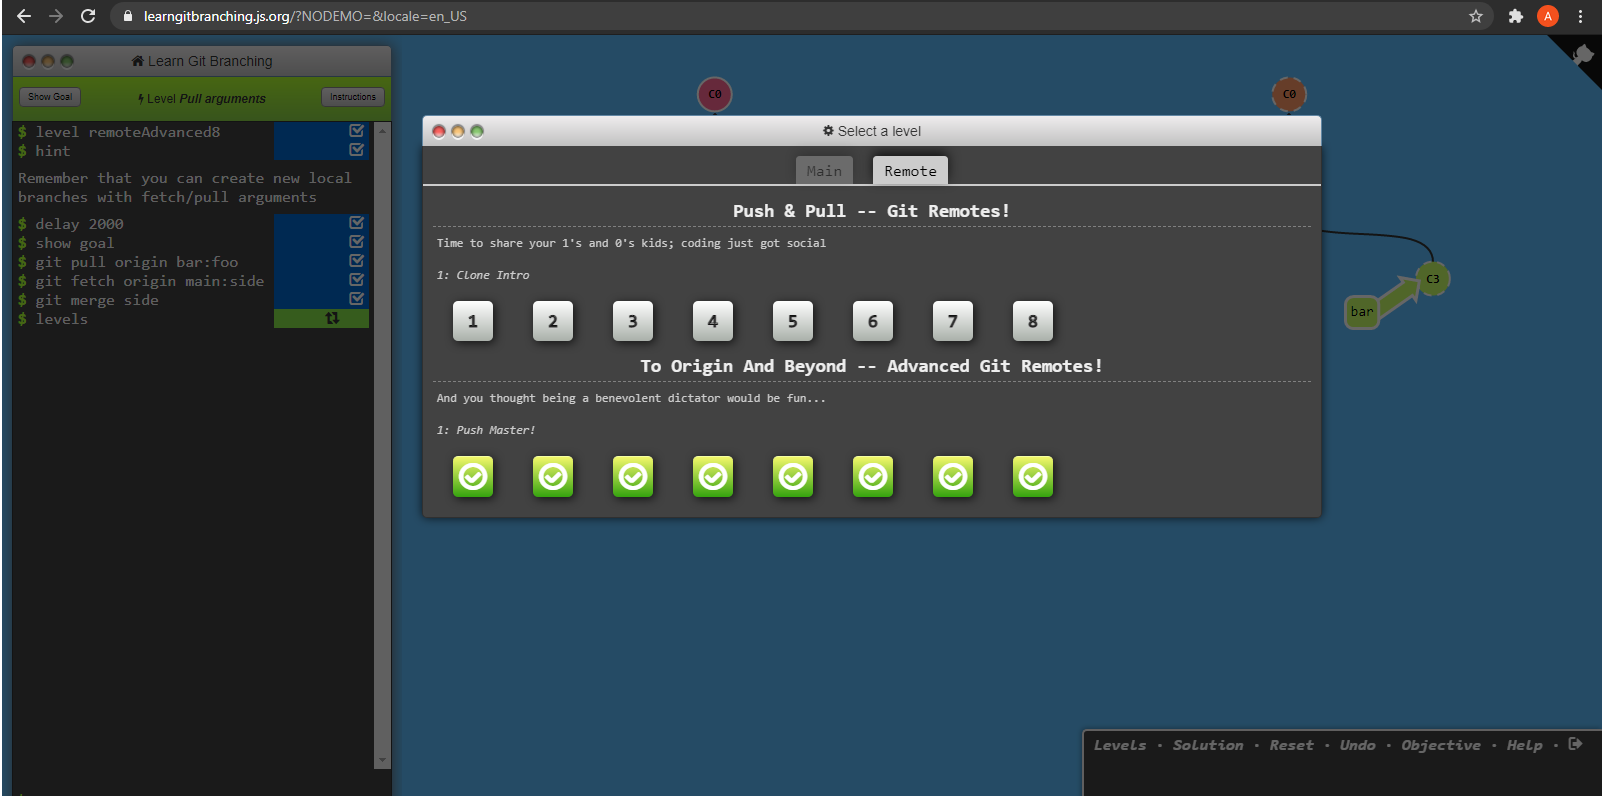 learngitbranching.js.org/?NODEMO=&locale=en_US
A
Learn Git Branching
Show Goal
Level Pull arguments
Instructions
$ level remoteAdvanced8
$ hint
Remember that you can create new local
branches with fetch/pull arguments
$ delay 2000
$ show goal
$ git pull origin bar:foo
$ git fetch origin main:side
$ git merge side
$ levels
C0
C0
C3
bar
Select a level
Main
Remote
Push & Pull -- Git Remotes!
Time to share your 1's and 0's kids; coding just got social
1: Clone Intro
1 2 3 4 5 6 7 8
To Origin And Beyond -- Advanced Git Remotes!
And you thought being a benevolent dictator would be fun...
1: Push Master!
Levels · Solution · Reset · Undo · Objective · Help ·